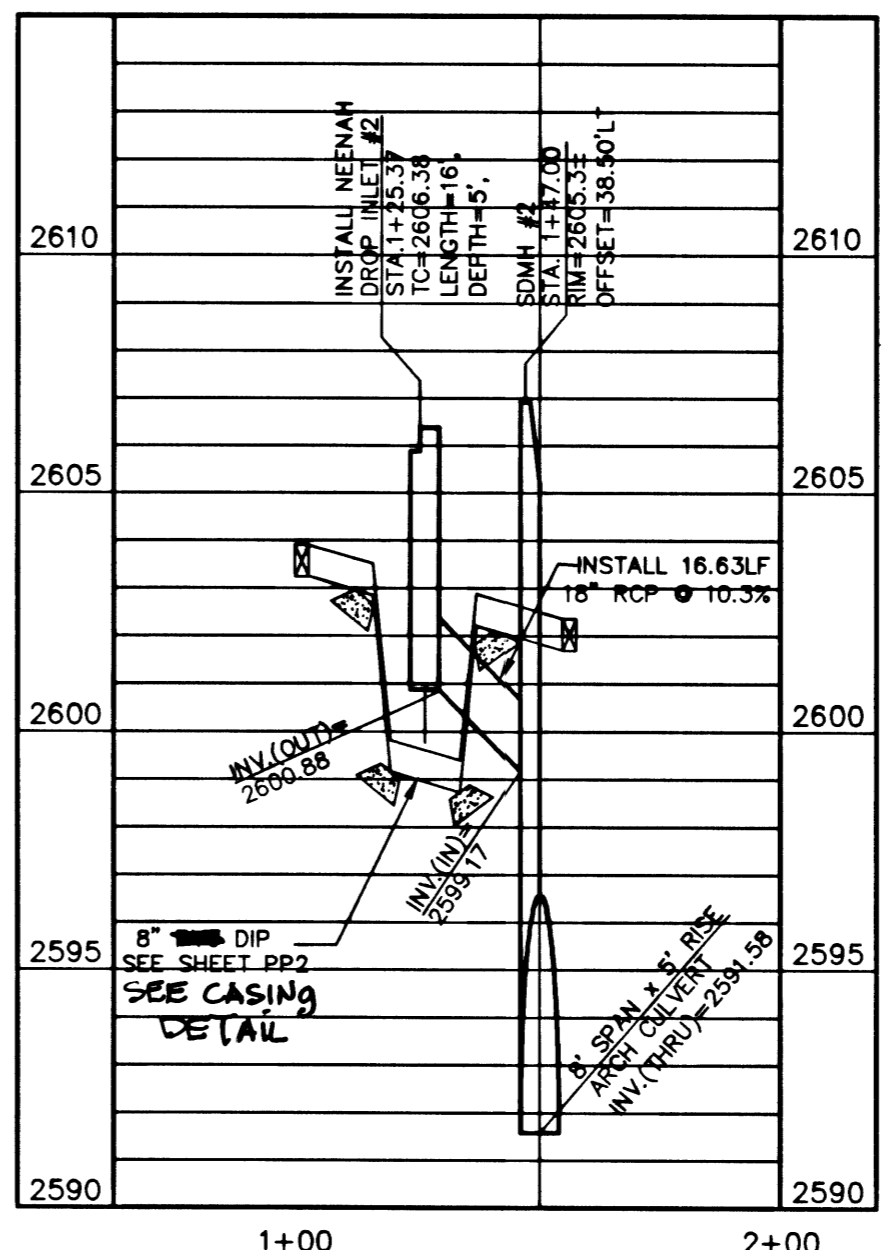 INSTALL NEENAH
DROP INLET #2
STA.1+25.37
TC=2606.38
LENGTH=16',
DEPTH=5',
SDMH #2
STA. 1+47.00
RIM=2605.3±
OFFSET=38.50'LT
2610
2610
2605
2605
INSTALL 16.63LF
18" RCP @ 10.3%
2600
2600
INV.(OUT)=
2600.88
INV.(IN)=
2599.17
8" DIP
SEE SHEET PP2
SEE CASING
DETAIL
2595
2595
8' SPAN x 5' RISE
ARCH CULVERT
INV.(THRU)=2591.58
2590
2590
1+00
2+00